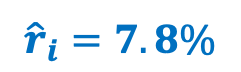 r̂ᵢ = 7.8%